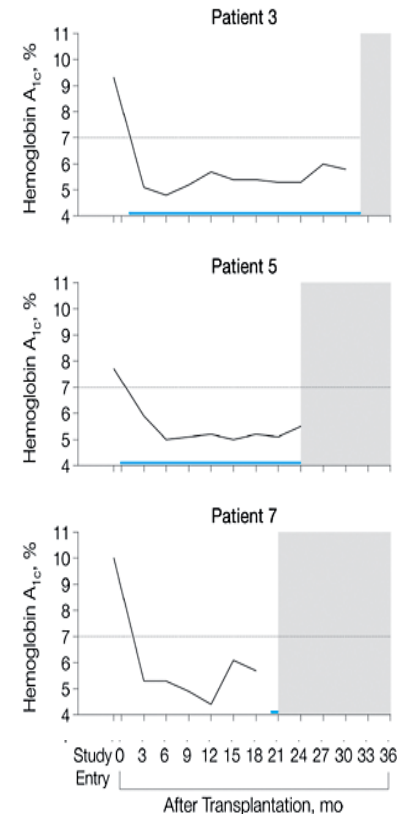 Patient 3
Hemoglobin A1c, %
11
10
9
8
7
6
5
4
Patient 5
Hemoglobin A1c, %
11
10
9
8
7
6
5
4
Patient 7
Hemoglobin A1c, %
11
10
9
8
7
6
5
4
Study 0 3 6 9 12 15 18 21 24 27 30 33 36
Entry
After Transplantation, mo